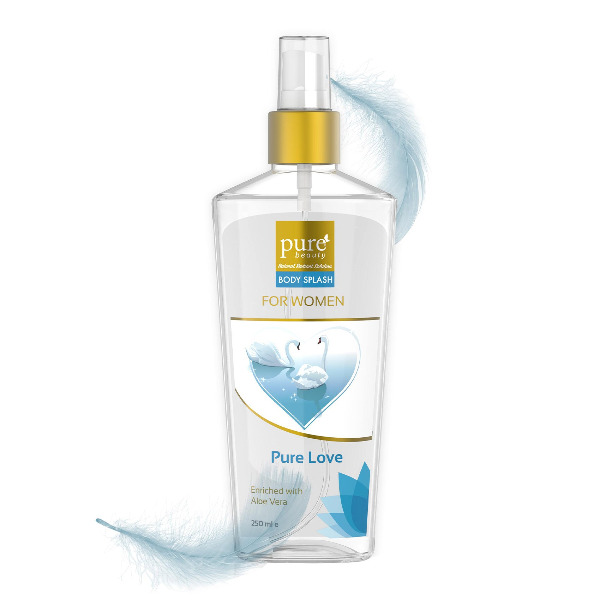 pure
beauty
BODY SPLASH
FOR WOMEN
Pure Love
Enriched with
Aloe Vera
250 ml e